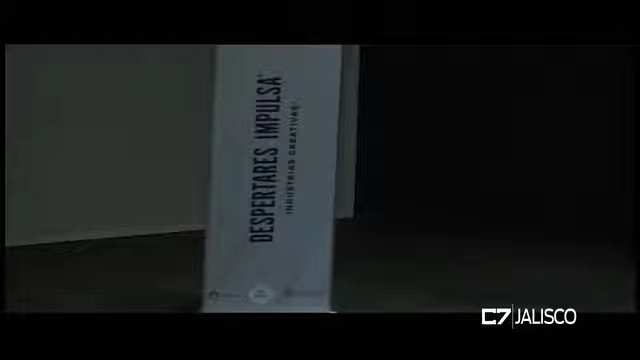 DESPERTARES IMPULSA
INDUSTRIAS CREATIVAS
C7 JALISCO